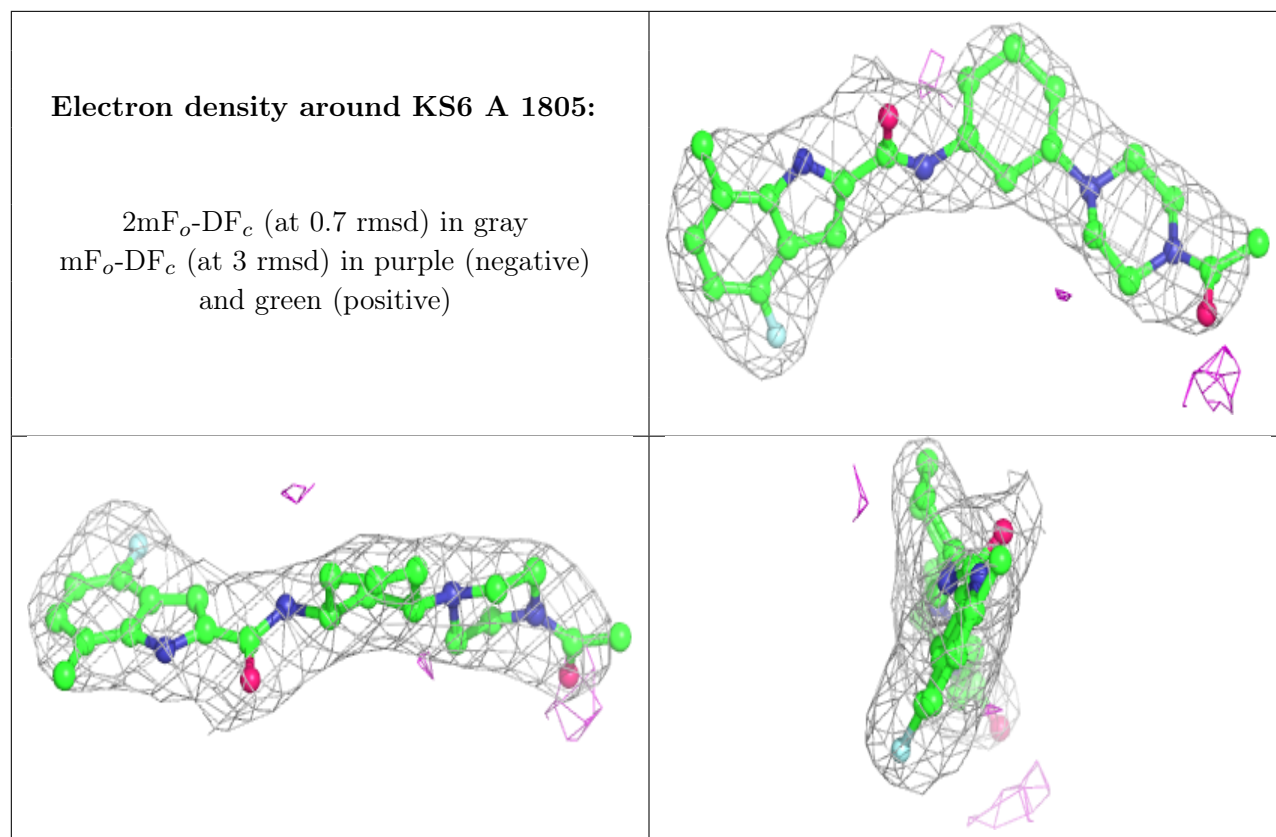 Electron density around KS6 A 1805:
2mFₒ-DF𝒸 (at 0.7 rmsd) in gray
mFₒ-DF𝒸 (at 3 rmsd) in purple (negative)
and green (positive)